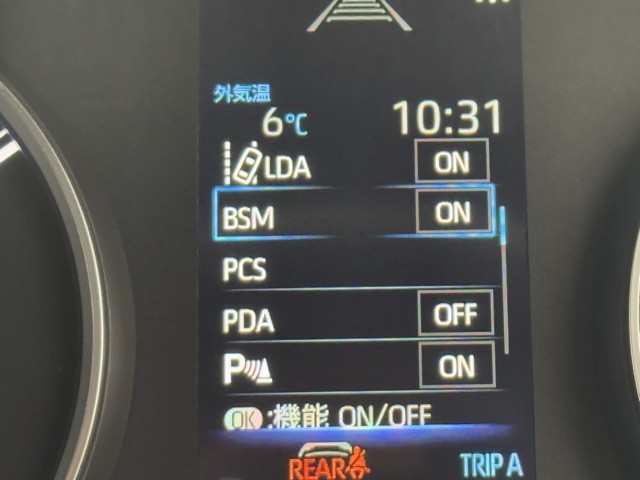 外気温
6℃ 10:31
LDA ON
BSM ON
PCS
PDA OFF
P ON
OK :機能 ON/OFF
REAR TRIP A